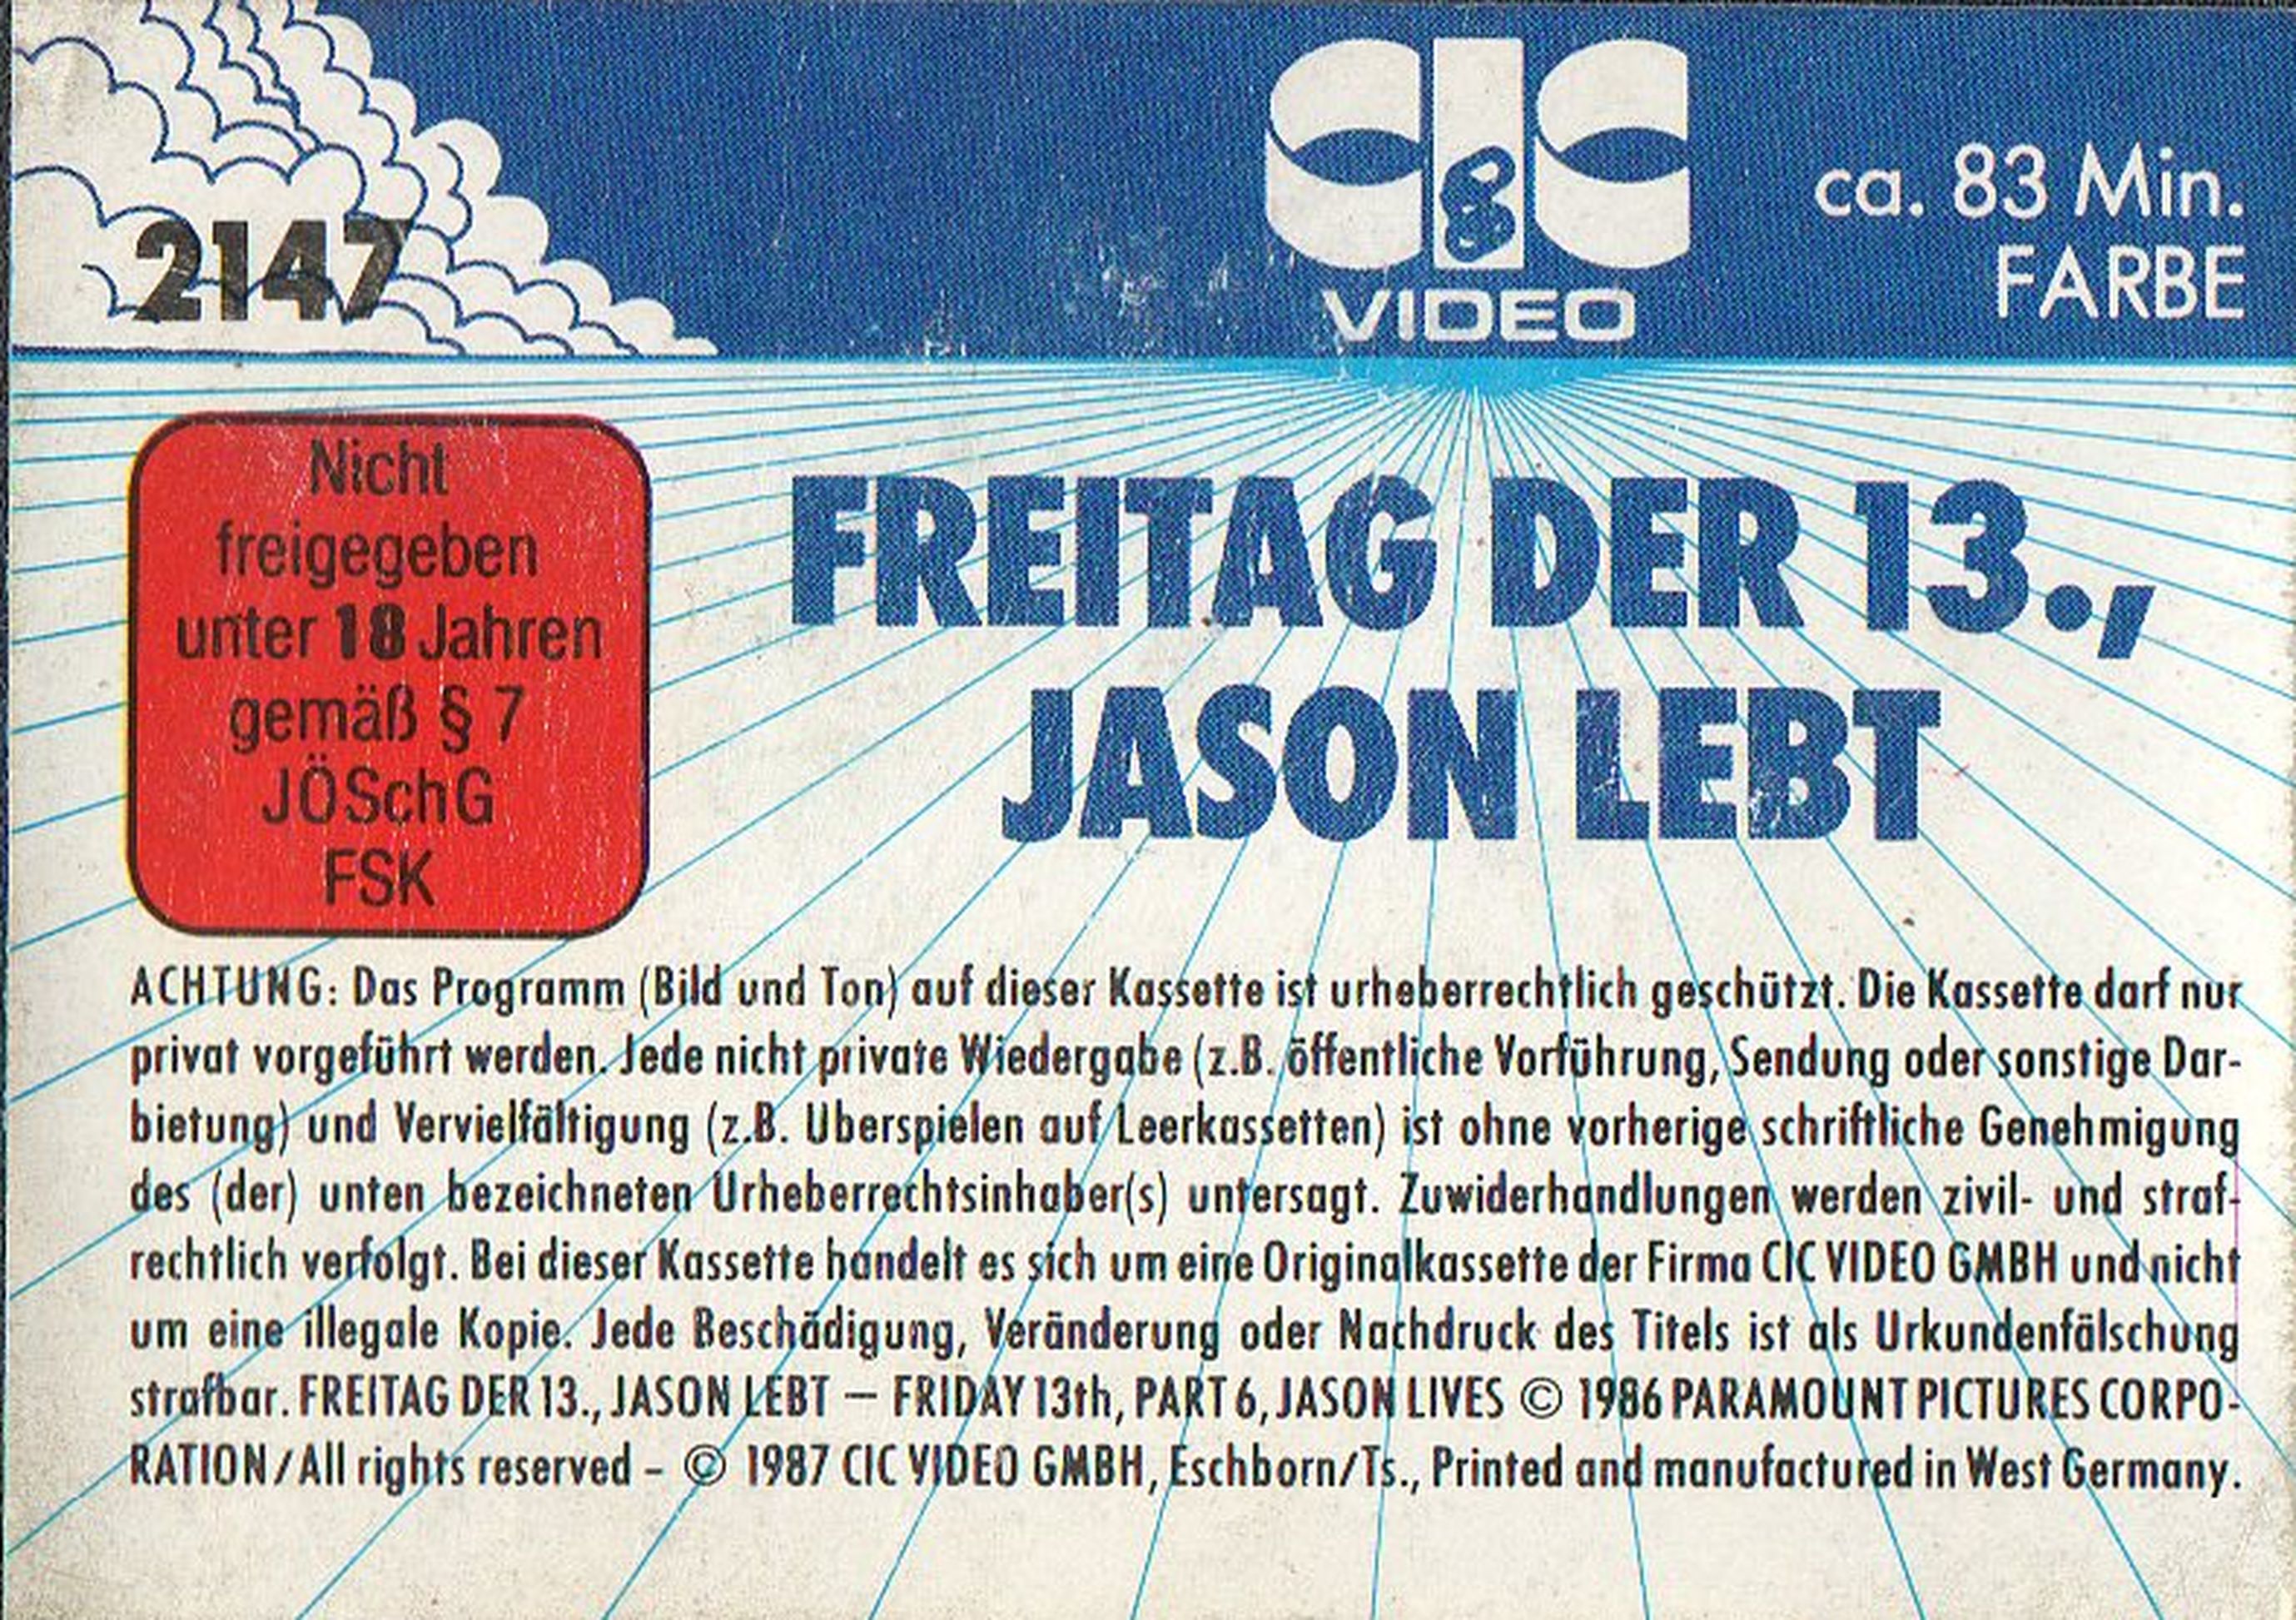 2147
CIC
8
VIDEO
ca. 83 Min.
FARBE
Nicht
freigegeben
unter 18 Jahren
gemäß § 7
JÖSchG
FSK
FREITAG DER 13.,
JASON LEBT
ACHTUNG: Das Programm (Bild und Ton) auf dieser Kassette ist urheberrechtlich geschützt. Die Kassette darf nur
privat vorgeführt werden. Jede nicht private Wiedergabe (z.B. öffentliche Vorführung, Sendung oder sonstige Dar-
bietung) und Vervielfältigung (z.B. Uberspielen auf Leerkassetten) ist ohne vorherige schriftliche Genehmigung
des (der) unten bezeichneten Urheberrechtsinhaber(s) untersagt. Zuwiderhandlungen werden zivil- und straf-
rechtlich verfolgt. Bei dieser Kassette handelt es sich um eine Originalkassette der Firma CIC VIDEO GMBH und nicht
um eine illegale Kopie. Jede Beschädigung, Veränderung oder Nachdruck des Titels ist als Urkundenfälschung
strafbar. FREITAG DER 13., JASON LEBT — FRIDAY 13th, PART 6, JASON LIVES © 1986 PARAMOUNT PICTURES CORPO-
RATION/All rights reserved – © 1987 CIC VIDEO GMBH, Eschborn/Ts., Printed and manufactured in West Germany.